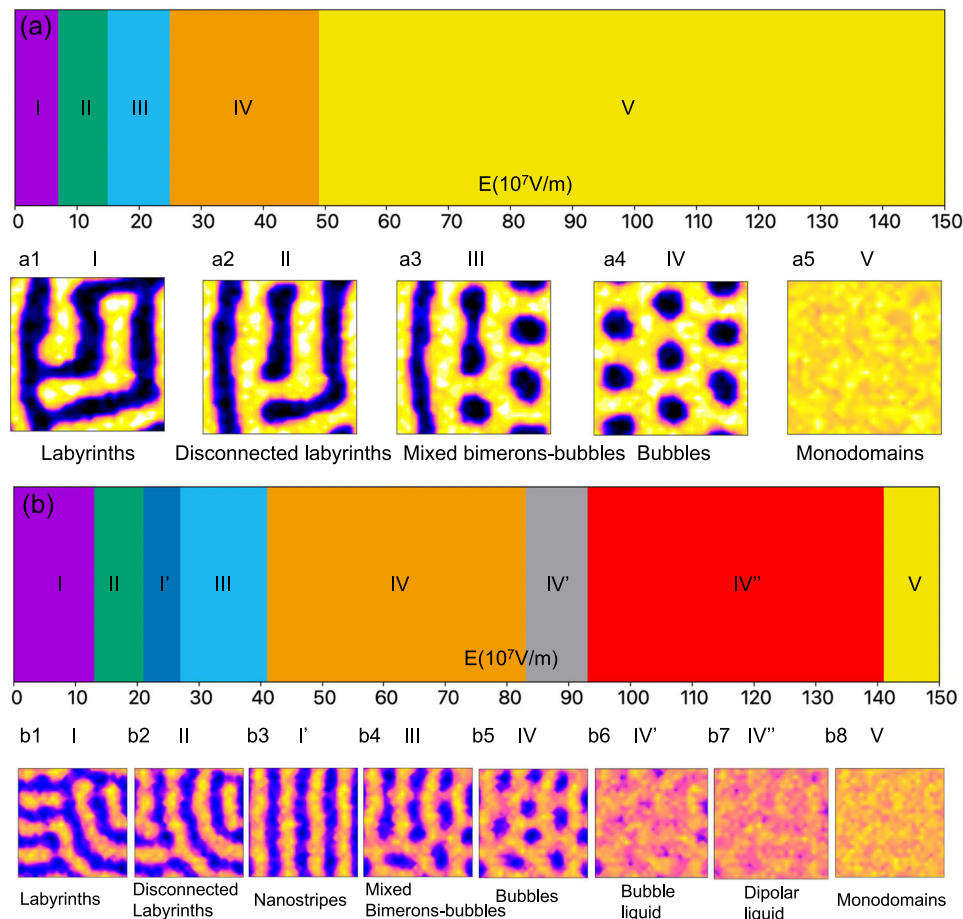 (a)
I II III IV V
E(10⁷V/m)
0 10 20 30 40 50 60 70 80 90 100 110 120 130 140 150
a1 I a2 II a3 III a4 IV a5 V
Labyrinths Disconnected labyrinths Mixed bimerons-bubbles Bubbles Monodomains
(b)
I II I’ III IV IV’ IV’’ V
E(10⁷V/m)
0 10 20 30 40 50 60 70 80 90 100 110 120 130 140 150
b1 I b2 II b3 I' b4 III b5 IV b6 IV' b7 IV'' b8 V
Labyrinths Disconnected Labyrinths Nanostripes Mixed Bimerons-bubbles Bubbles Bubble liquid Dipolar liquid Monodomains